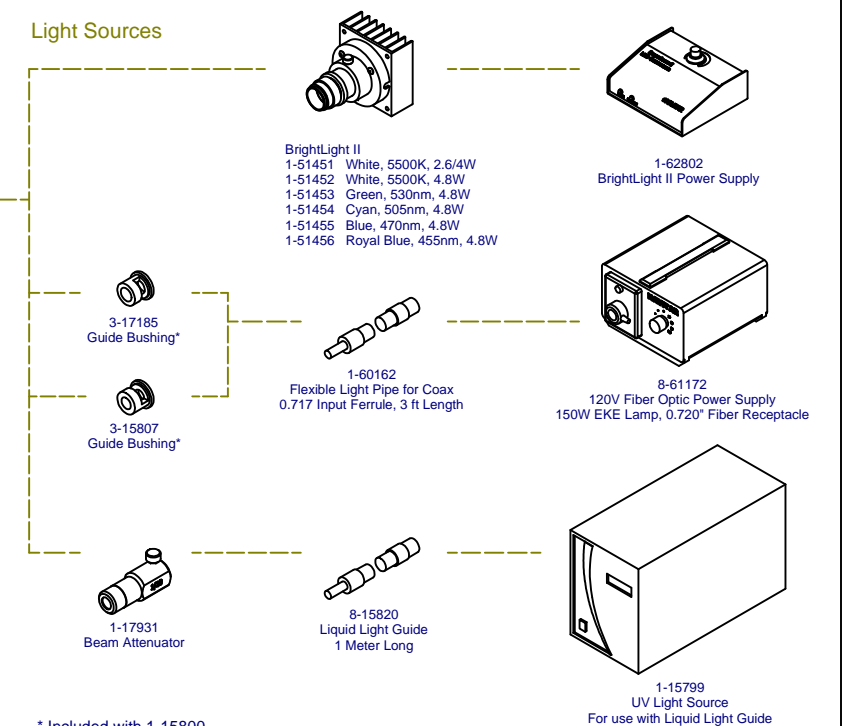 Light Sources
BrightLight II
1-51451 White, 5500K, 2.6/4W
1-51452 White, 5500K, 4.8W
1-51453 Green, 530nm, 4.8W
1-51454 Cyan, 505nm, 4.8W
1-51455 Blue, 470nm, 4.8W
1-51456 Royal Blue, 455nm, 4.8W
1-62802
BrightLight II Power Supply
3-17185
Guide Bushing*
3-15807
Guide Bushing*
1-60162
Flexible Light Pipe for Coax
0.717 Input Ferrule, 3 ft Length
8-61172
120V Fiber Optic Power Supply
150W EKE Lamp, 0.720" Fiber Receptacle
1-17931
Beam Attenuator
8-15820
Liquid Light Guide
1 Meter Long
1-15799
UV Light Source
For use with Liquid Light Guide